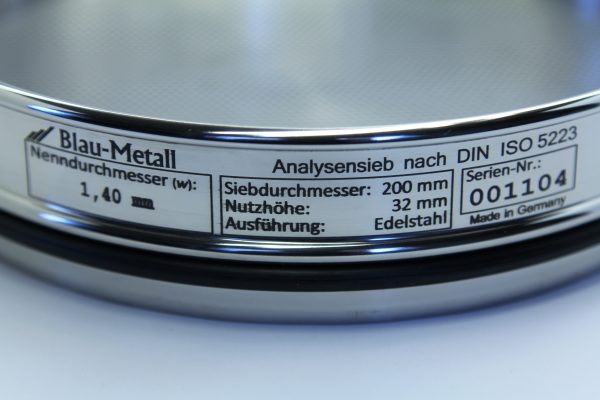 Blau-Metall
Nenndurchmesser (w):
1,40 mm
Analysensieb nach DIN ISO 5223
Siebdurchmesser: 200 mm
Nutzhöhe: 32 mm
Ausführung: Edelstahl
Serien-Nr.:
001104
Made in Germany